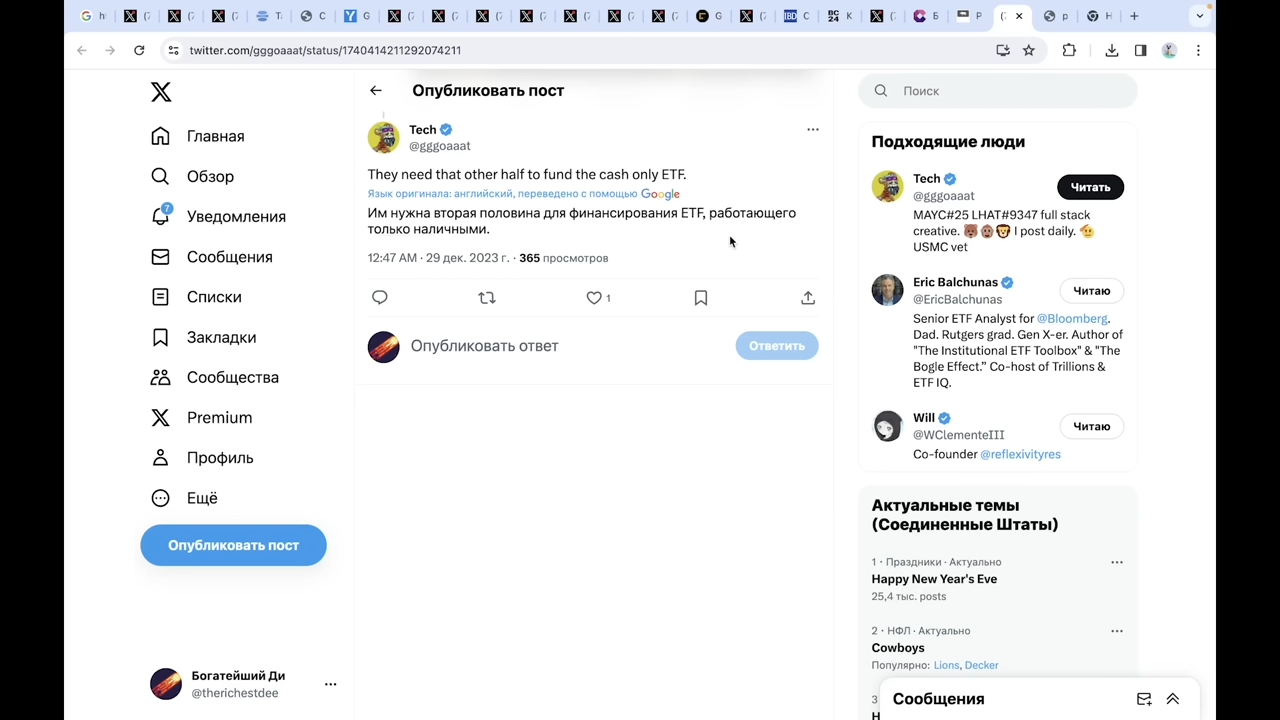 twitter.com/gggoaaat/status/1740414211292074211
Главная
Обзор
7
Уведомления
Сообщения
Списки
Закладки
Сообщества
Premium
Профиль
Ещё
Опубликовать пост
Богатейший Ди
@therichestdee
Опубликовать пост
Tech
@gggoaaat
They need that other half to fund the cash only ETF.
Язык оригинала: английский, переведено с помощью Google
Им нужна вторая половина для финансирования ETF, работающего
только наличными.
12:47 AM · 29 дек. 2023 г. · 365 просмотров
1
Опубликовать ответ
Ответить
Поиск
Подходящие люди
Tech
@gggoaaat
Читать
MAYC#25 LHAT#9347 full stack
creative. I post daily.
USMC vet
Eric Balchunas
@EricBalchunas
Читаю
Senior ETF Analyst for @Bloomberg.
Dad. Rutgers grad. Gen X-er. Author of
"The Institutional ETF Toolbox" & "The
Bogle Effect.” Co-host of Trillions &
ETF IQ.
Will
@WClementeIII
Читаю
Co-founder @reflexivityres
Актуальные темы
(Соединенные Штаты)
1 · Праздники · Актуально
Happy New Year's Eve
25,4 тыс. posts
2 · НФЛ · Актуально
Cowboys
Популярно: Lions, Decker
3
Сообщения